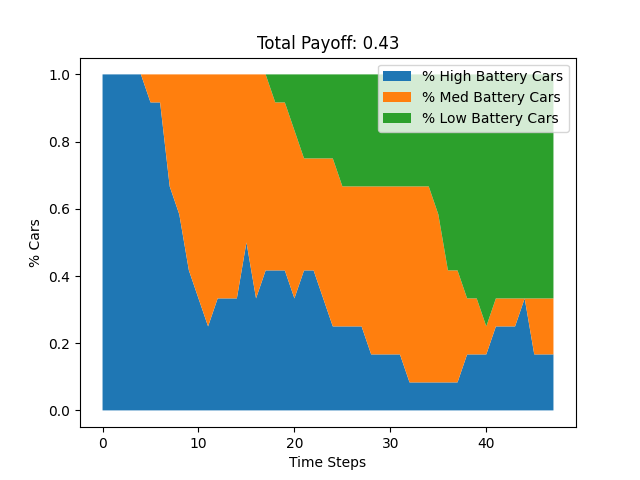 Total Payoff: 0.43
% High Battery Cars
% Med Battery Cars
% Low Battery Cars
1.0
0.8
0.6
0.4
0.2
0.0
% Cars
0 10 20 30 40
Time Steps